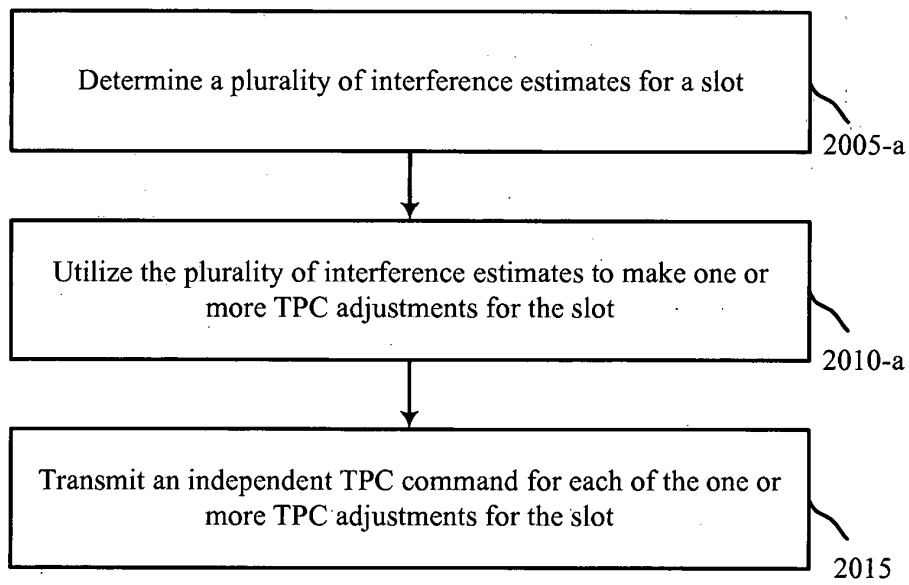 Determine a plurality of interference estimates for a slot
2005-a
Utilize the plurality of interference estimates to make one or
more TPC adjustments for the slot
2010-a
Transmit an independent TPC command for each of the one or
more TPC adjustments for the slot
2015